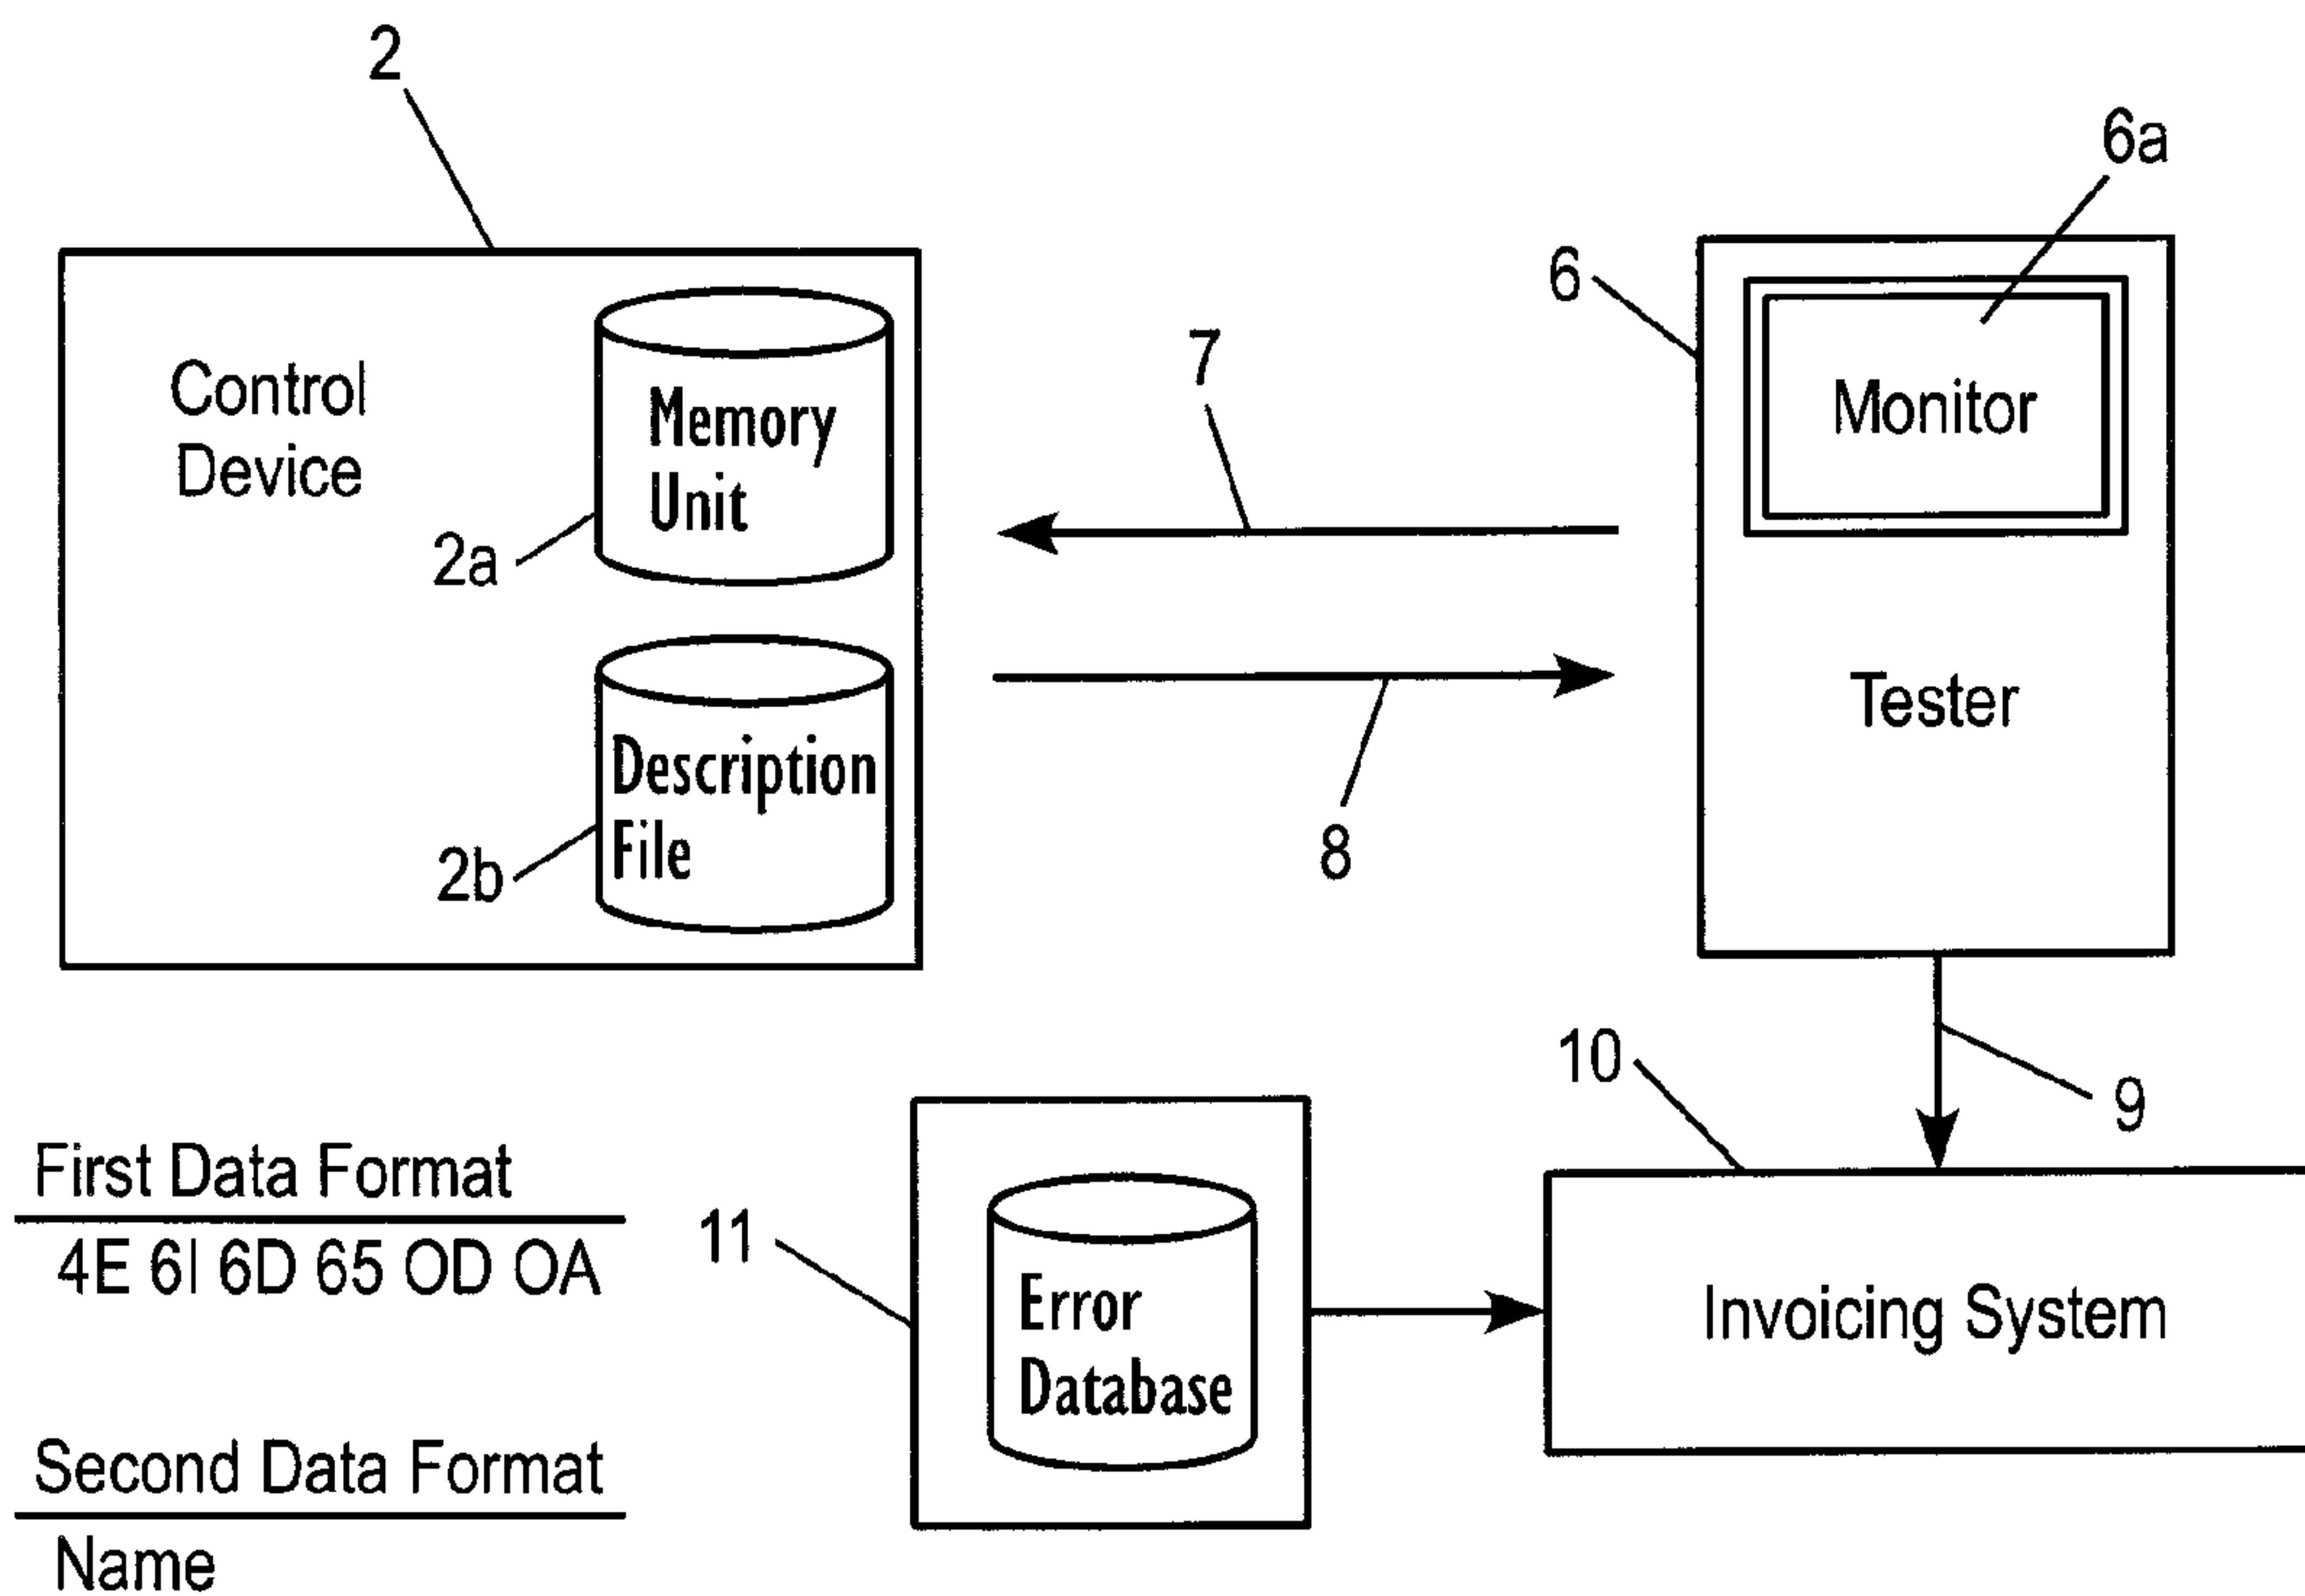 2
6a
6
7
Control
Device
Memory
Unit
2a
Monitor
Tester
Description
File
2b
8
10
9
First Data Format
4E 6I 6D 65 OD OA
11
Error
Database
Invoicing System
Second Data Format
Name